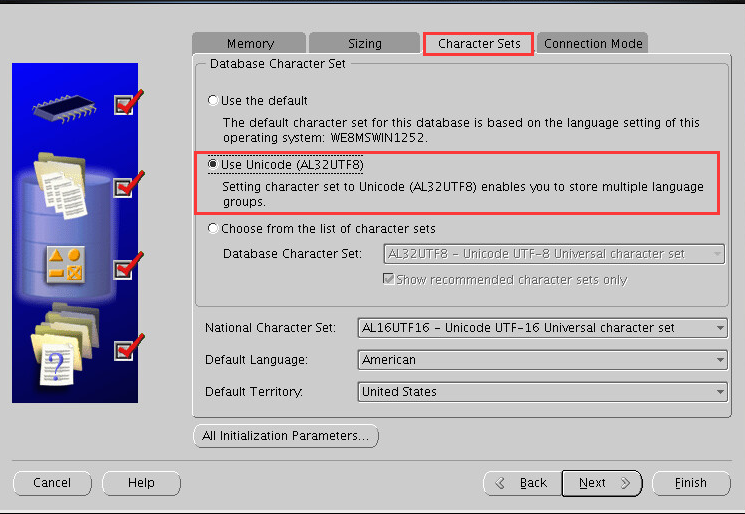 Memory
Sizing
Character Sets
Connection Mode
Database Character Set
Use the default
The default character set for this database is based on the language setting of this
operating system: WE8MSWIN1252.
Use Unicode (AL32UTF8)
Setting character set to Unicode (AL32UTF8) enables you to store multiple language
groups.
Choose from the list of character sets
Database Character Set:
AL32UTF8 - Unicode UTF-8 Universal character set
Show recommended character sets only
National Character Set:
AL16UTF16 - Unicode UTF-16 Universal character set
Default Language:
American
Default Territory:
United States
All Initialization Parameters...
Cancel
Help
Back
Next
Finish